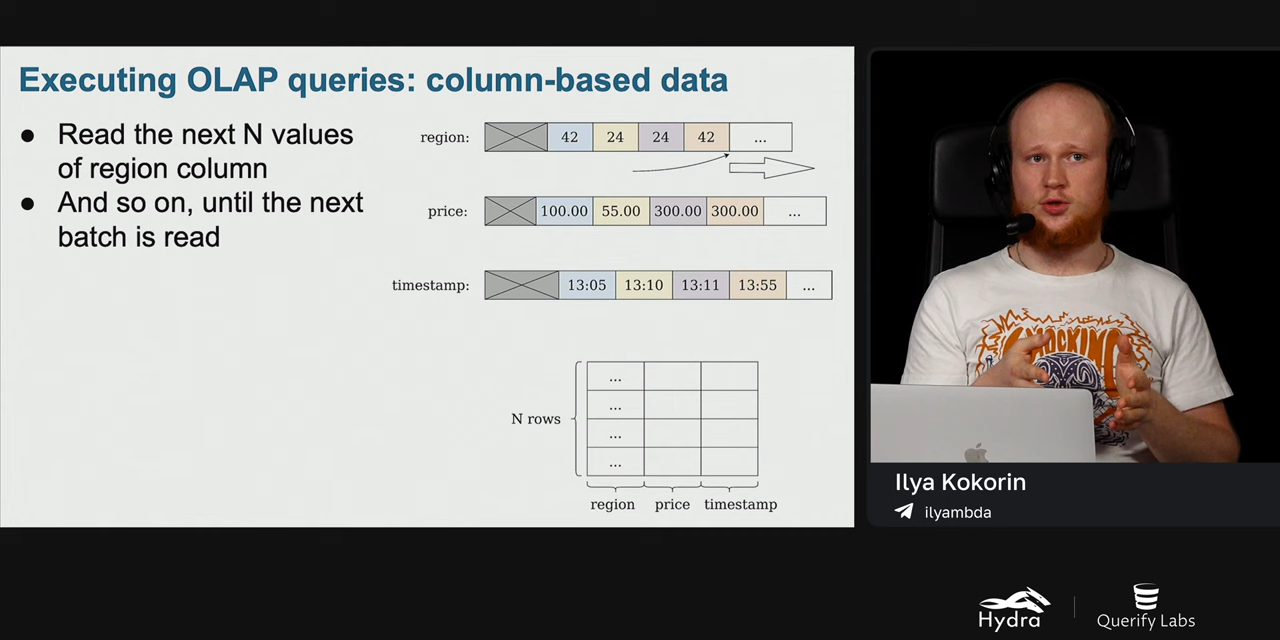 Executing OLAP queries: column-based data
● Read the next N values
of region column
● And so on, until the next
batch is read
region: 42 24 24 42 ...
price: 100.00 55.00 300.00 300.00 ...
timestamp: 13:05 13:10 13:11 13:55 ...
...
...
N rows
...
...
region price timestamp
Ilya Kokorin
ilyambda
Hydra
Querify Labs